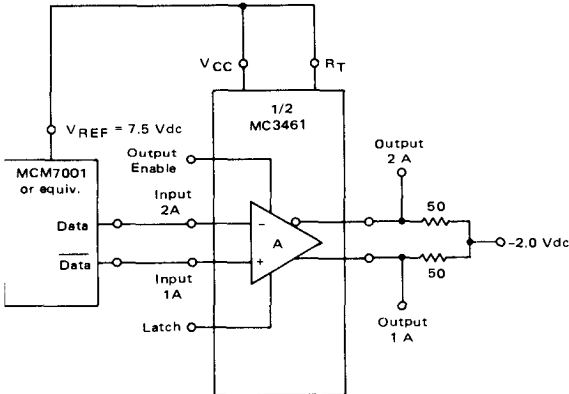 V_CC
R_T
V_REF = 7.5 Vdc
1/2
MC3461
MCM7001
or equiv.
Output
Enable
Output
2 A
Input
2A
50
Data
−
A
-2.0 Vdc
Data
+
50
Input
1A
Latch
Output
1 A